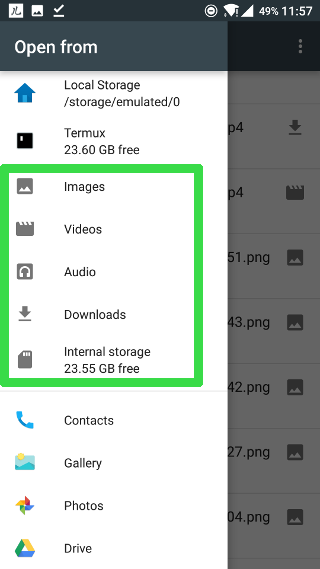 49% 11:57
Open from
Local Storage
/storage/emulated/0
Termux
23.60 GB free
Images
Videos
Audio
Downloads
Internal storage
23.55 GB free
Contacts
Gallery
Photos
Drive
p4
p4
51.png
43.png
42.png
27.png
04.png